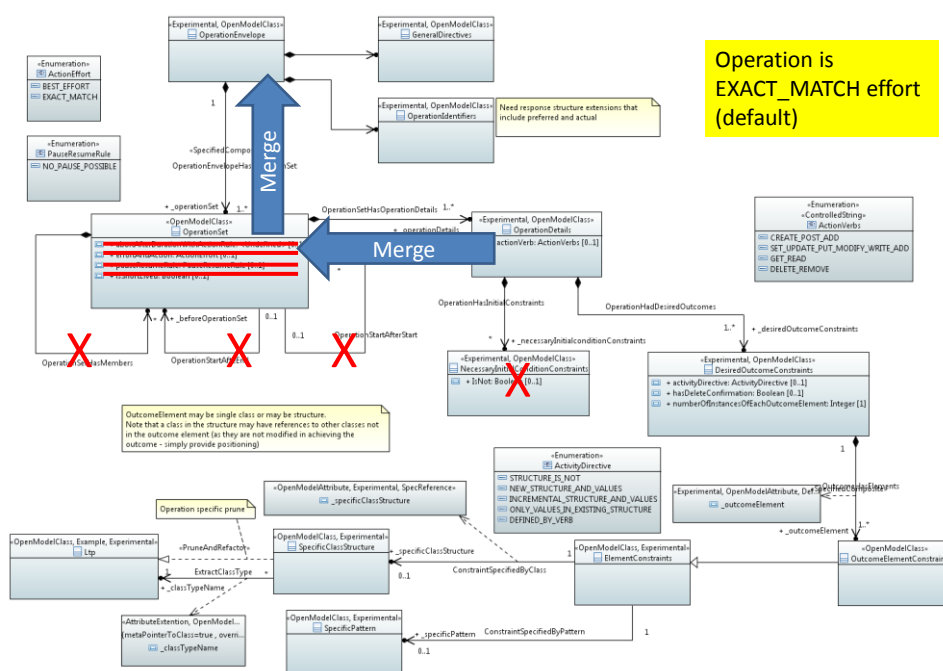 «Experimental, OpenModelClass»
OperationEnvelope
«Experimental, OpenModelClass»
GeneralDirectives
Operation is
EXACT_MATCH effort
(default)
«Enumeration»
ActionEffort
BEST_EFFORT
EXACT_MATCH
1
«Experimental, OpenModelClass»
OperationIdentifiers
Need response structure extensions that
include preferred and actual
«Enumeration»
PauseResumeRule
NO_PAUSE_POSSIBLE
Merge
+ _operationSet
1..*
OperationSetHasOperationDetails
1..*
+ _operationDetails
«OpenModelClass»
OperationSet
«Experimental, OpenModelClass»
OperationDetails
actionVerb: ActionVerbs [0..1]
Merge
«Enumeration»
«ControlledString»
ActionVerbs
CREATE_POST_ADD
SET_UPDATE_PUT_MODIFY_WRITE_ADD
GET_READ
DELETE_REMOVE
OperationHasInitialConstraints
OperationHadDesiredOutcomes
+ _beforeOperationSet
0..1
0..1
X
X
X
OperationStartAfterStart
* + _necessaryInitialconditionConstraints
1..*
+ _desiredOutcomeConstraints
«Experimental, OpenModelClass»
NecessaryInitialConditionConstraints
+ IsNot: Boolean [0..1]
X
«Experimental, OpenModelClass»
DesiredOutcomeConstraints
+ activityDirective: ActivityDirective [0..1]
+ hasDeleteConfirmation: Boolean [0..1]
+ numberOfInstancesOfEachOutcomeElement: Integer [1]
OutcomeElement may be single class or may be structure.
Note that a class in the structure may have references to other classes not
in the outcome element (as they are not modified in achieving the
outcome - simply provide positioning)
1
«Enumeration»
ActivityDirective
STRUCTURE_IS_NOT
NEW_STRUCTURE_AND_VALUES
INCREMENTAL_STRUCTURE_AND_VALUES
ONLY_VALUES_IN_EXISTING_STRUCTURE
DEFINED_BY_VERB
«OpenModelAttribute, Experimental, SpecReference»
_specificClassStructure
«Experimental, OpenModelAttribute, Def...
_outcomeElement
Operation specific prune
+ _outcomeElement
1..*
«OpenModelClass, Example, Experimental»
Ltp
«PruneAndRefactor»
«OpenModelClass, Experimental»
SpecificClassStructure
+ _specificClassStructure
0..1
ConstraintSpecifiedByClass
1
«OpenModelClass, Experimental»
ElementConstraints
«OpenModelClass»
OutcomeElementConstraints
1
ExtractClassType
*
+ _classTypeName
«AttributeExtention, OpenModel...
{metaPointerToClass=true , overri...
_classTypeName
«OpenModelClass, Experimental»
SpecificPattern
+ _specificPattern
0..1
ConstraintSpecifiedByPattern
1